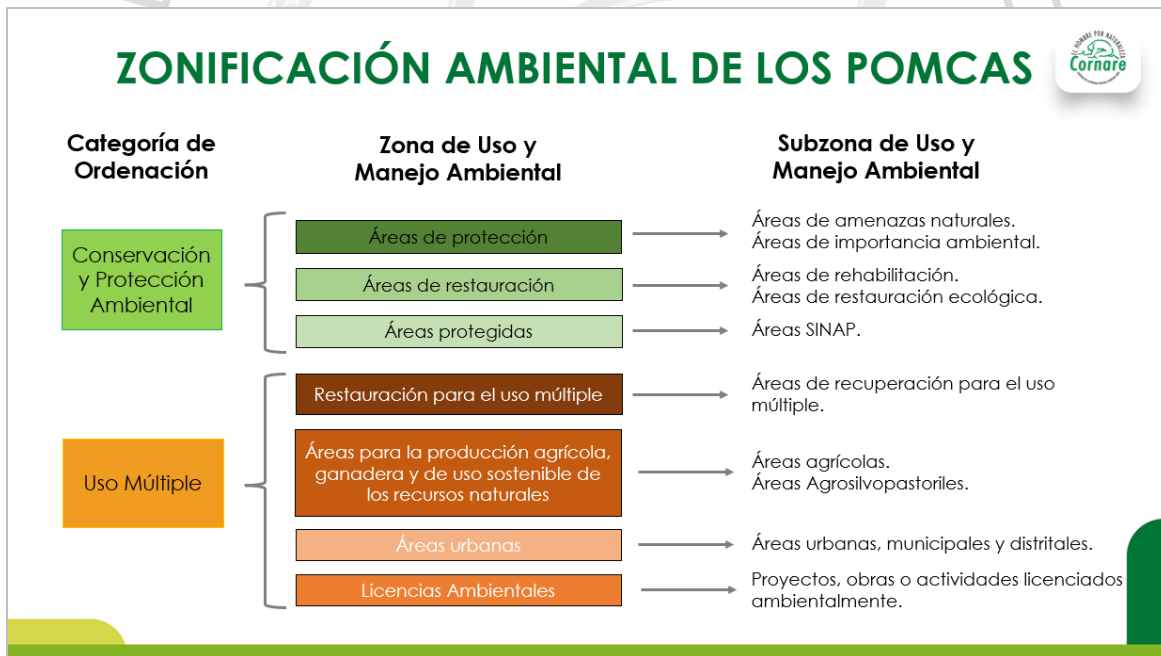 ZONIFICACIÓN AMBIENTAL DE LOS POMCAS
EL HOMBRE POR NATURALEZA
Cornare
Categoría de
Ordenación
Zona de Uso y
Manejo Ambiental
Subzona de Uso y
Manejo Ambiental
Conservación
y Protección
Ambiental
Áreas de protección
Áreas de amenazas naturales.
Áreas de importancia ambiental.
Áreas de restauración
Áreas de rehabilitación.
Áreas de restauración ecológica.
Áreas protegidas
Áreas SINAP.
Uso Múltiple
Restauración para el uso múltiple
Áreas de recuperación para el uso
múltiple.
Áreas para la producción agrícola,
ganadera y de uso sostenible de
los recursos naturales
Áreas agrícolas.
Áreas Agrosilvopastoriles.
Áreas urbanas
Áreas urbanas, municipales y distritales.
Licencias Ambientales
Proyectos, obras o actividades licenciados
ambientalmente.